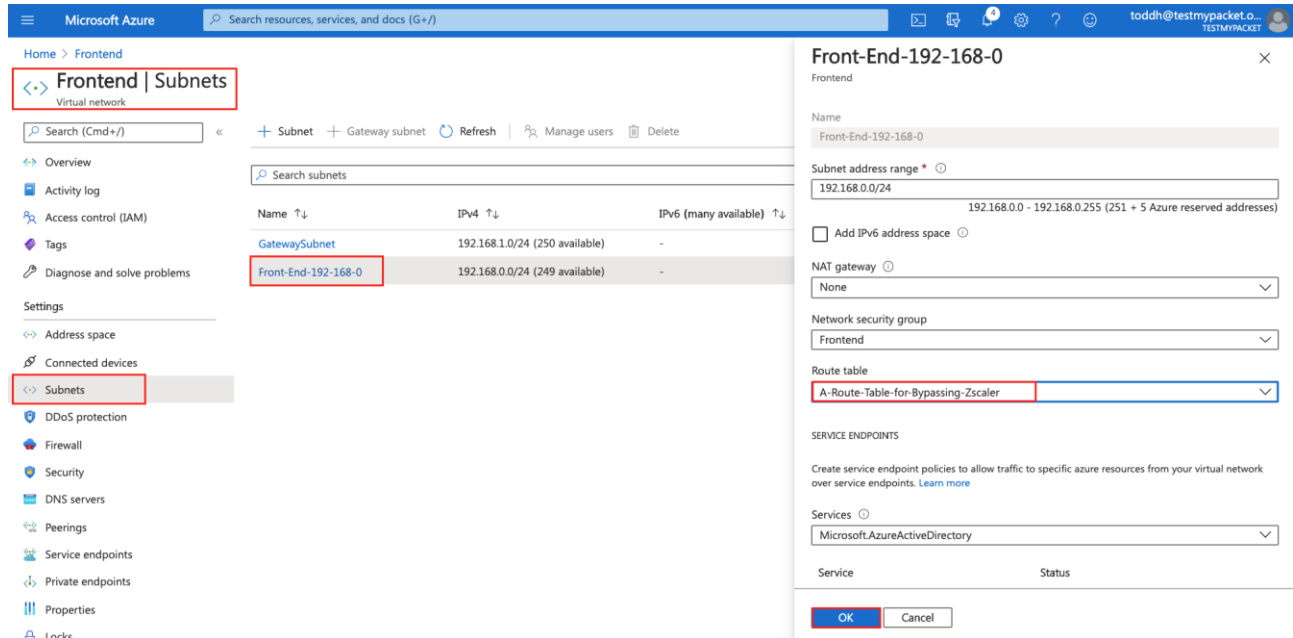 Microsoft Azure
Search resources, services, and docs (G+/)
4
toddh@testmypacket.o...
TESTMYPACKET
Home > Frontend
Frontend | Subnets
Virtual network
Search (Cmd+/)
«
Overview
Activity log
Access control (IAM)
Tags
Diagnose and solve problems
Settings
Address space
Connected devices
Subnets
DDoS protection
Firewall
Security
DNS servers
Peerings
Service endpoints
Private endpoints
Properties
Locks
+ Subnet + Gateway subnet Refresh Manage users Delete
Search subnets
Name ↑↓ IPv4 ↑↓ IPv6 (many available) ↑↓
GatewaySubnet 192.168.1.0/24 (250 available) -
Front-End-192-168-0 192.168.0.0/24 (249 available) -
Front-End-192-168-0
Frontend
Name
Front-End-192-168-0
Subnet address range *
192.168.0.0/24
192.168.0.0 - 192.168.0.255 (251 + 5 Azure reserved addresses)
Add IPv6 address space
NAT gateway
None
Network security group
Frontend
Route table
A-Route-Table-for-Bypassing-Zscaler
SERVICE ENDPOINTS
Create service endpoint policies to allow traffic to specific azure resources from your virtual network
over service endpoints. Learn more
Services
Microsoft.AzureActiveDirectory
Service Status
OK Cancel